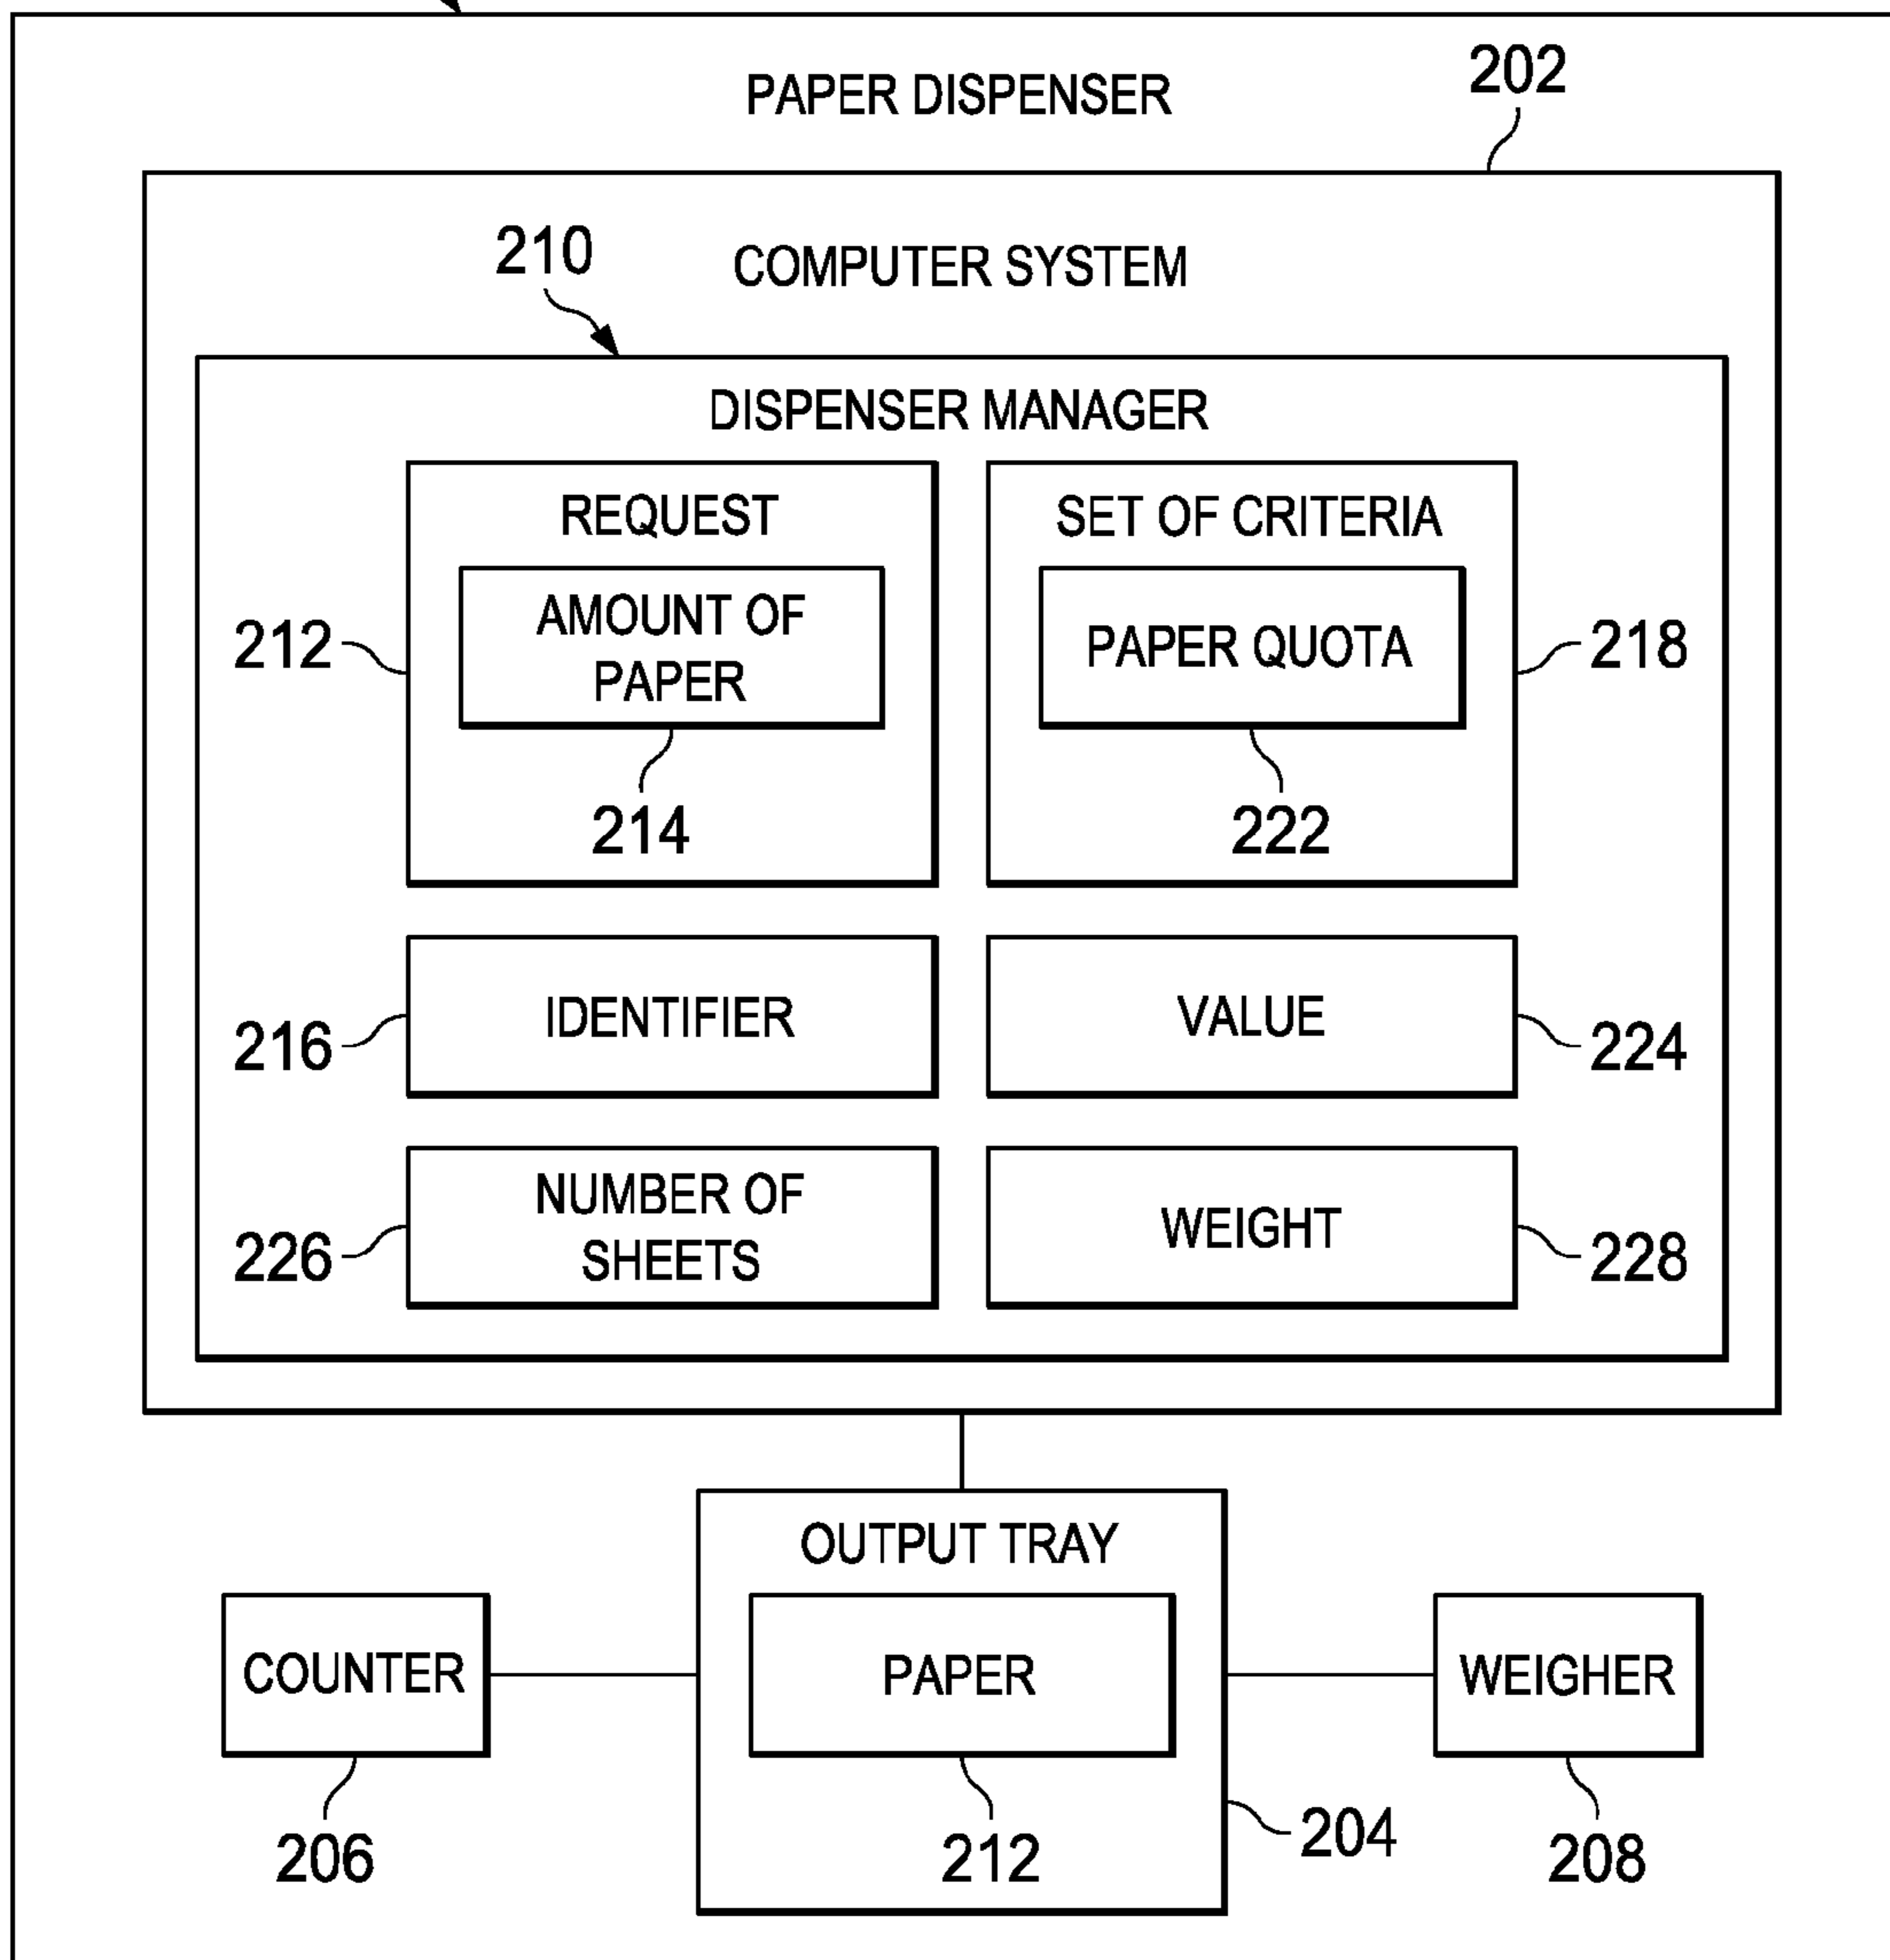 PAPER DISPENSER
202
COMPUTER SYSTEM
210
DISPENSER MANAGER
REQUEST
AMOUNT OF
PAPER
212
214
SET OF CRITERIA
PAPER QUOTA
218
222
IDENTIFIER
216
VALUE
224
NUMBER OF
SHEETS
226
WEIGHT
228
OUTPUT TRAY
COUNTER
PAPER
WEIGHER
206
212
204
208